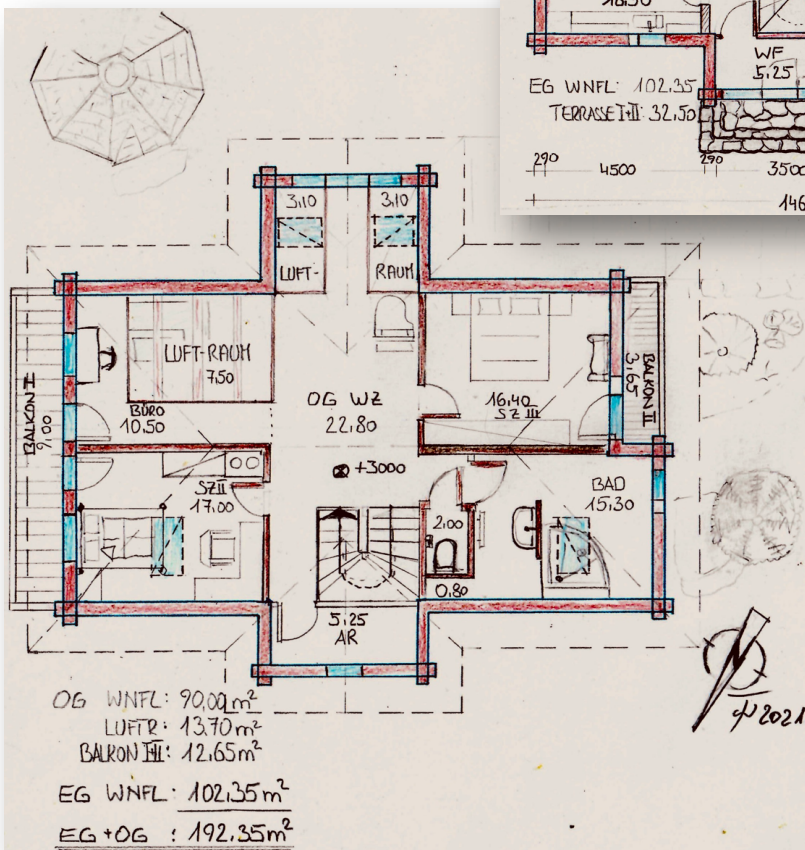 WF
5,25
EG WNFL: 102,35
TERRASSE I+II: 32,50
290
4500
290
3,10
3,10
LUFT-
RAUM
LUFT-RAUM
7,50
BÜRO
10,50
OG WZ
22,80
16,40
SZ III
BALKON II
3,65
BALKON I
9,00
+3000
SZ II
17,00
BAD
15,30
2,00
0,80
5,25
AR
OG WNFL: 90,00 m²
LUFTR: 13,70 m²
BALKON I+II: 12,65 m²
EG WNFL: 102,35 m²
EG+OG : 192,35 m²
2021